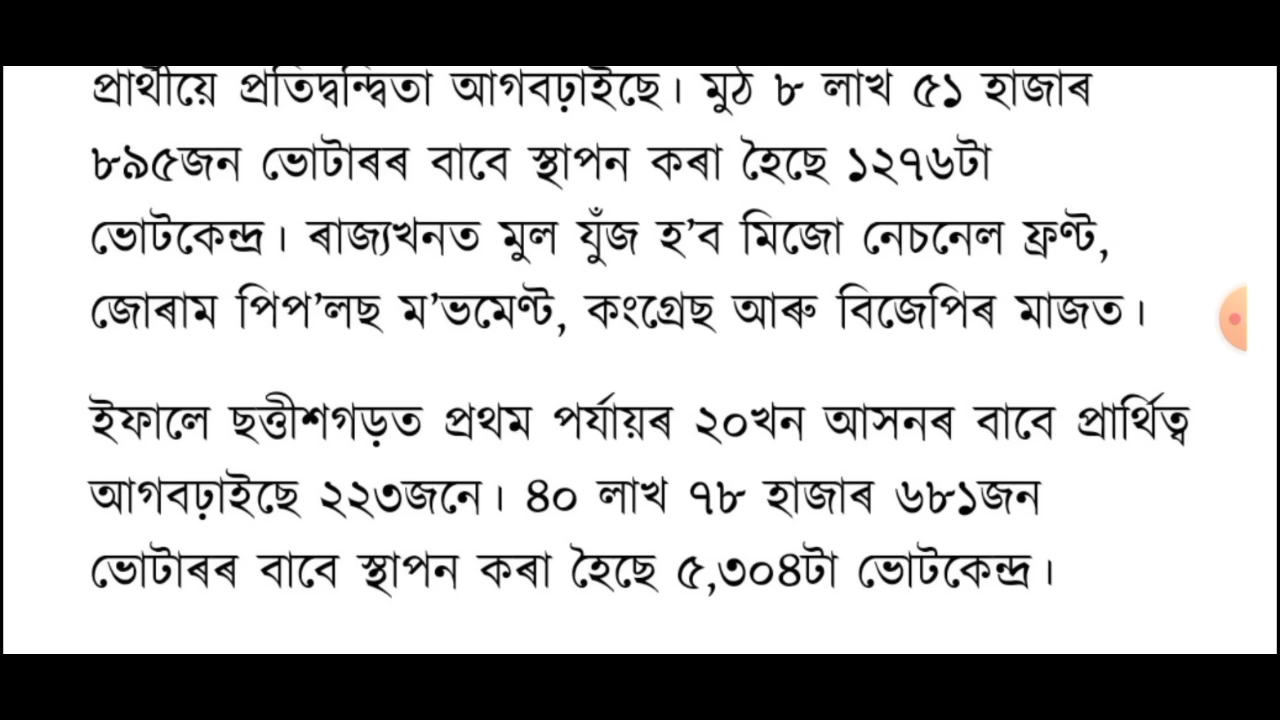 প্ৰাৰ্থীয়ে প্ৰতিদ্বন্দ্বিতা আগবঢ়াইছে। মুঠ ৮ লাখ ৫১ হাজাৰ
৮৯৫জন ভোটাৰৰ বাবে স্থাপন কৰা হৈছে ১২৭৬টা
ভোটকেন্দ্ৰ। ৰাজ্যখনত মুল যুঁজ হ'ব মিজো নেচনেল ফ্ৰণ্ট,
জোৰাম পিপ'লছ ম'ভমেণ্ট, কংগ্ৰেছ আৰু বিজেপিৰ মাজত।
ইফালে ছত্তীশগড়ত প্ৰথম পৰ্যায়ৰ ২০খন আসনৰ বাবে প্ৰাৰ্থিত্ব
আগবঢ়াইছে ২২৩জনে। ৪০ লাখ ৭৮ হাজাৰ ৬৮১জন
ভোটাৰৰ বাবে স্থাপন কৰা হৈছে ৫,৩০৪টা ভোটকেন্দ্ৰ।